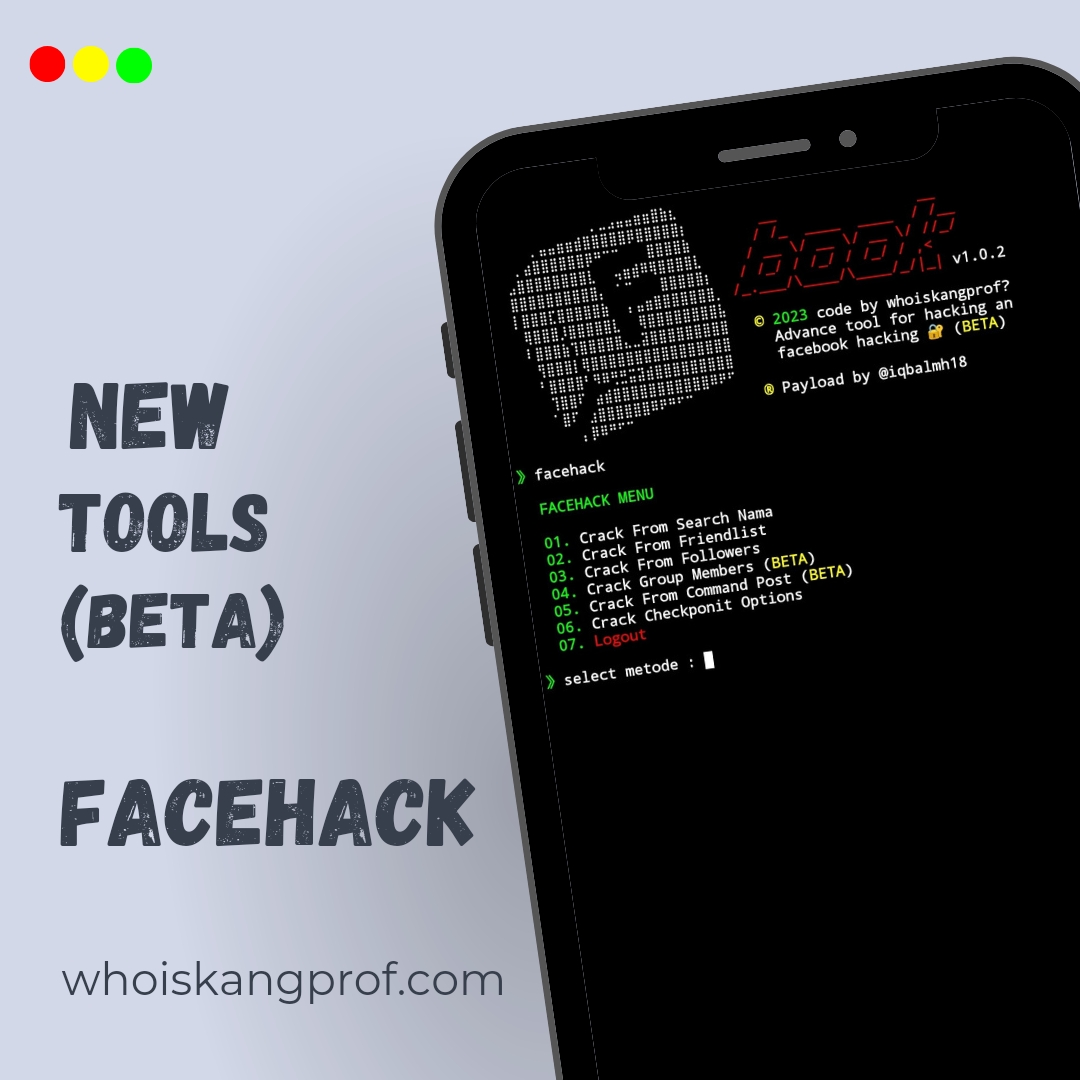 NEW
TOOLS
(BETA)
FACEHACK
whoiskangprof.com
book
v1.0.2
© 2023 code by whoiskangprof?
Advance tool for hacking an
facebook hacking 🔐 (BETA)
® Payload by @iqbalmh18
》 facehack
FACEHACK MENU
01. Crack From Search Nama
02. Crack From Friendlist
03. Crack From Followers
04. Crack Group Members (BETA)
05. Crack From Command Post (BETA)
06. Crack Checkponit Options
07. Logout
》 select metode :